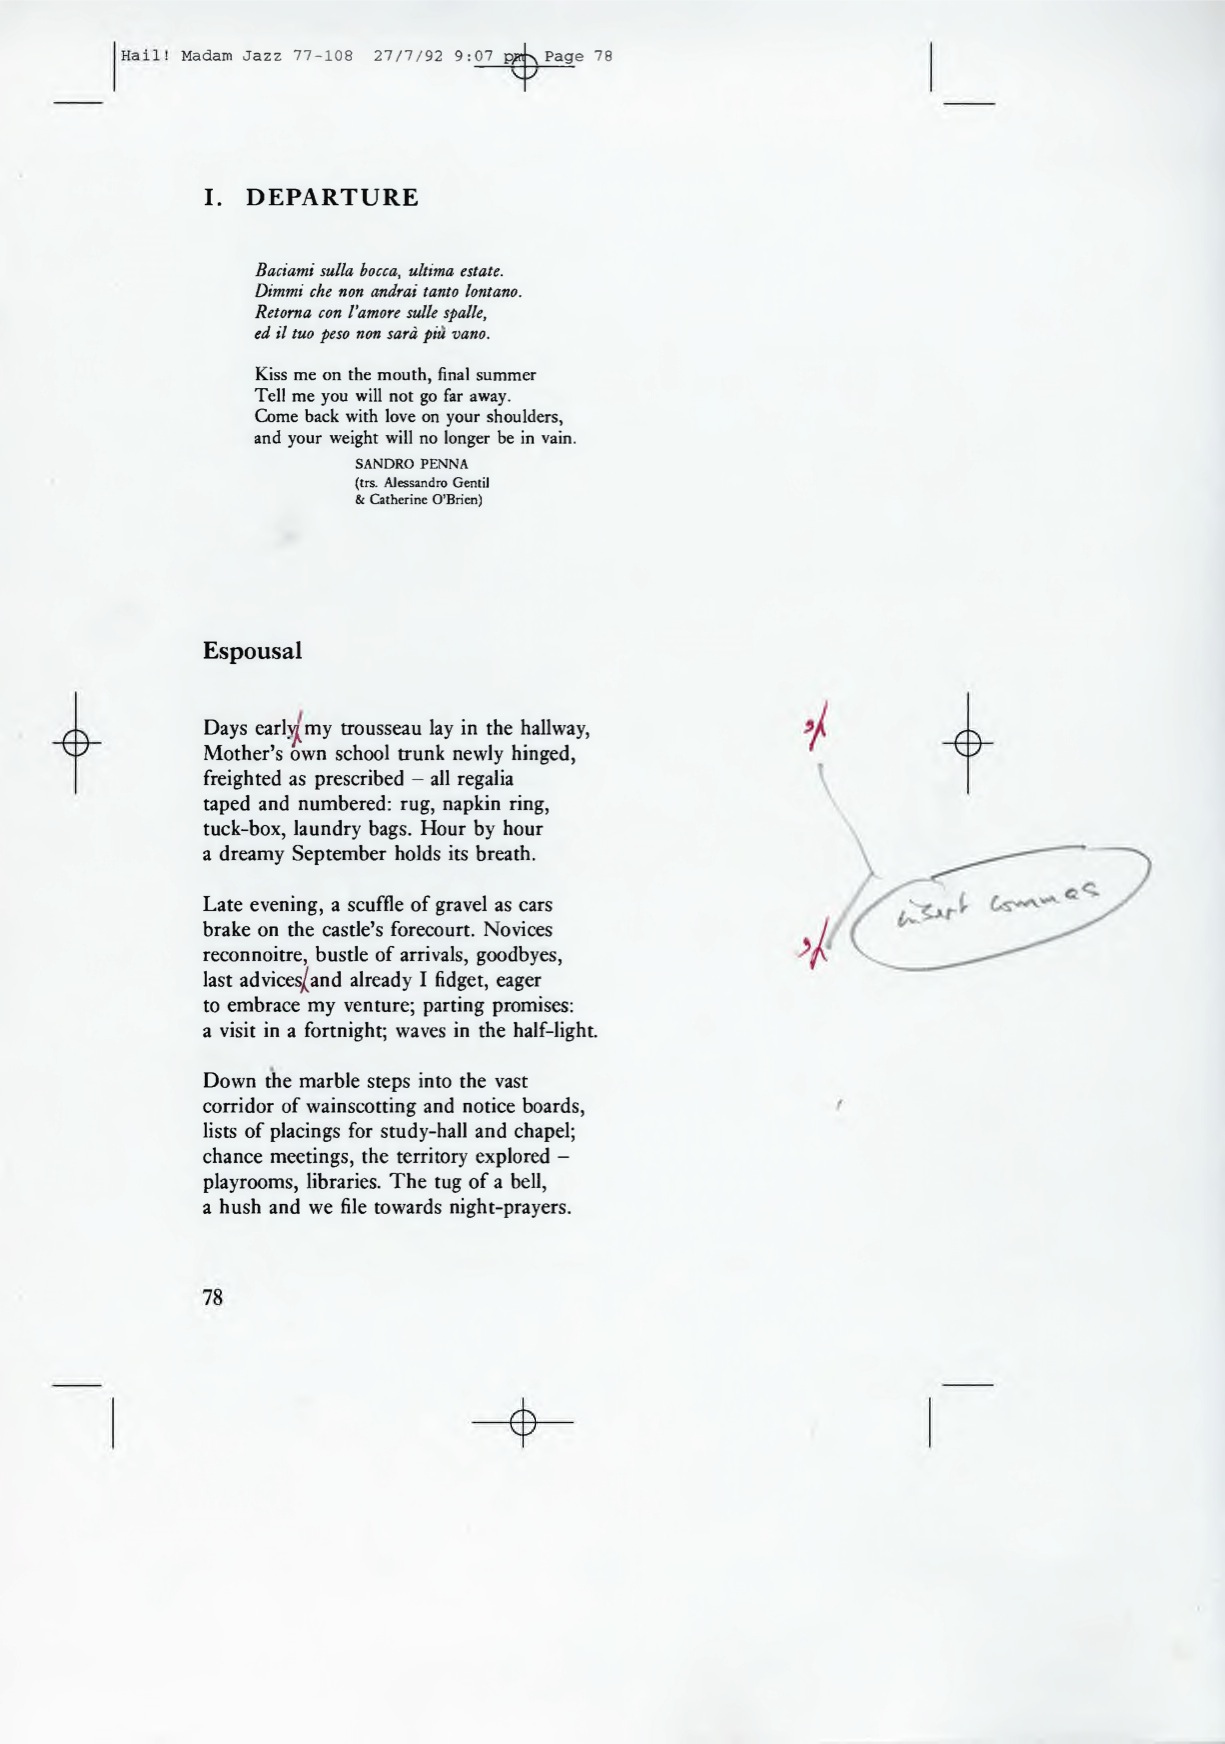 Hail! Madam Jazz 77-108 27/7/92 9:07 pm Page 78
I. DEPARTURE
Baciami sulla bocca, ultima estate.
Dimmi che non andrai tanto lontano.
Retorna con l'amore sulle spalle,
ed il tuo peso non sarà più vano.
Kiss me on the mouth, final summer
Tell me you will not go far away.
Come back with love on your shoulders,
and your weight will no longer be in vain.
SANDRO PENNA
(trs. Alessandro Gentil
& Catherine O'Brien)
Espousal
Days early my trousseau lay in the hallway,
Mother's own school trunk newly hinged,
freighted as prescribed – all regalia
taped and numbered: rug, napkin ring,
tuck-box, laundry bags. Hour by hour
a dreamy September holds its breath.
insert commas
Late evening, a scuffle of gravel as cars
brake on the castle's forecourt. Novices
reconnoitre, bustle of arrivals, goodbyes,
last advices and already I fidget, eager
to embrace my venture; parting promises:
a visit in a fortnight; waves in the half-light.
Down the marble steps into the vast
corridor of wainscotting and notice boards,
lists of placings for study-hall and chapel;
chance meetings, the territory explored –
playrooms, libraries. The tug of a bell,
a hush and we file towards night-prayers.
78